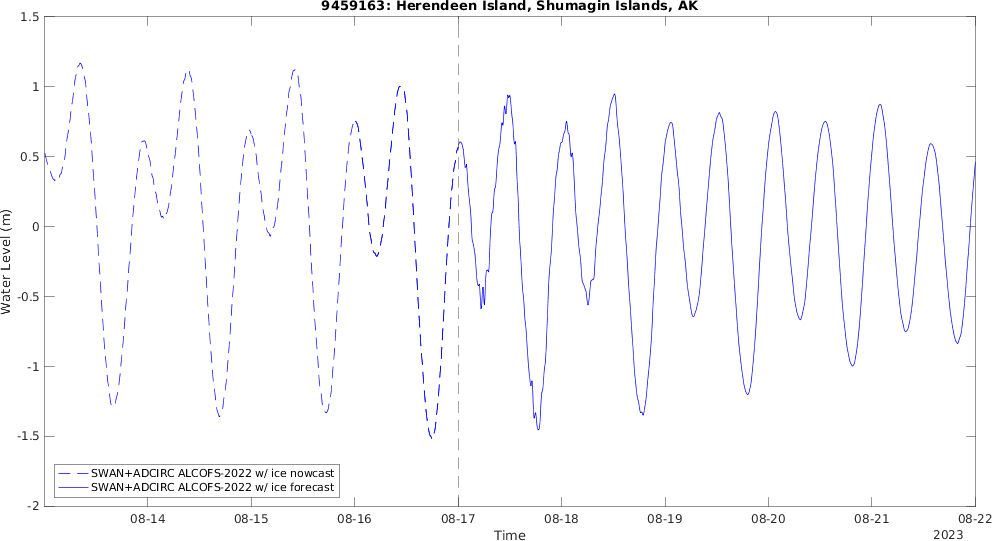 9459163: Herendeen Island, Shumagin Islands, AK
1.5
1
0.5
0
-0.5
-1
-1.5
-2
Water Level (m)
SWAN+ADCIRC ALCOFS-2022 w/ ice nowcast
SWAN+ADCIRC ALCOFS-2022 w/ ice forecast
08-14 08-15 08-16 08-17 08-18 08-19 08-20 08-21 08-22
Time
2023